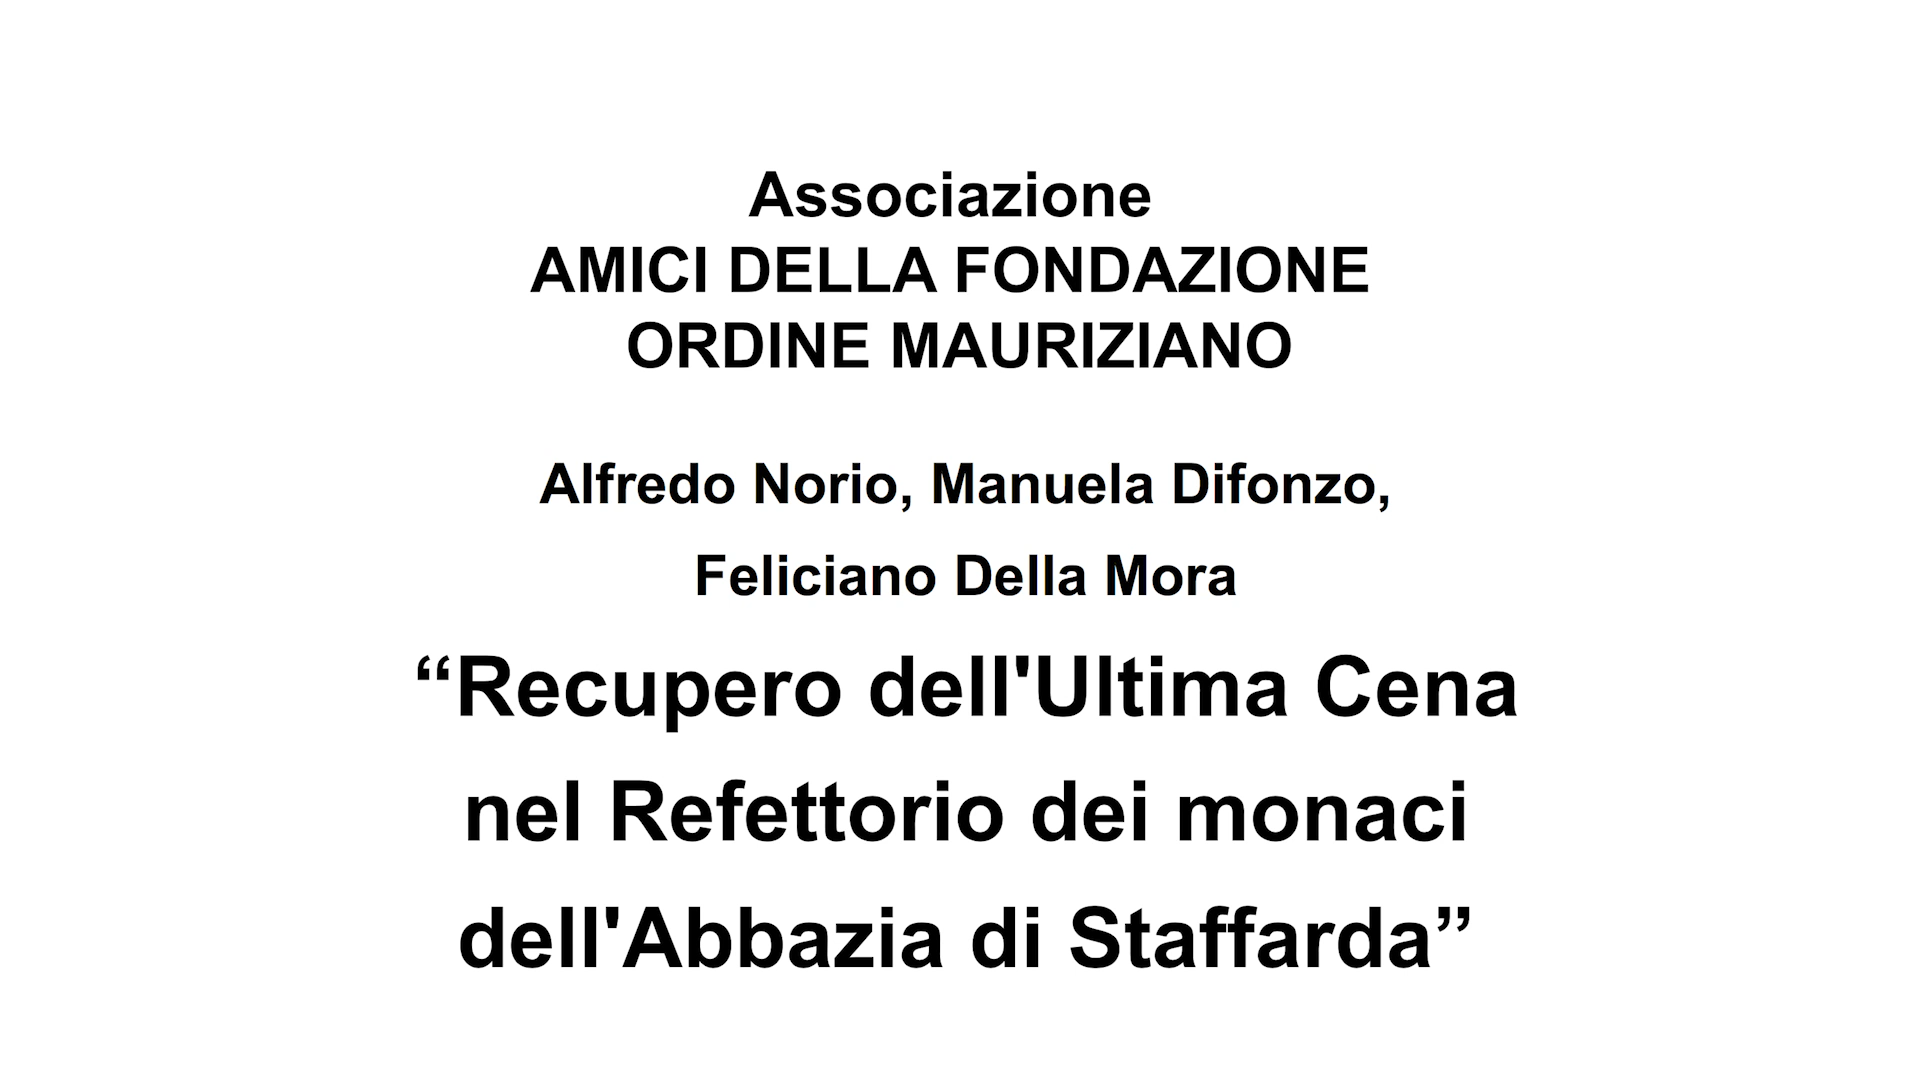 Associazione
AMICI DELLA FONDAZIONE
ORDINE MAURIZIANO
Alfredo Norio, Manuela Difonzo,
Feliciano Della Mora
“Recupero dell'Ultima Cena
nel Refettorio dei monaci
dell'Abbazia di Staffarda”